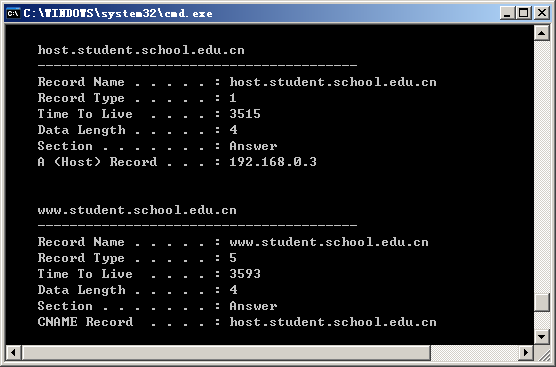 C:\WINDOWS\system32\cmd.exe
host.student.school.edu.cn
----------------------------------------
Record Name . . . . . : host.student.school.edu.cn
Record Type . . . . . : 1
Time To Live  . . . . : 3515
Data Length . . . . . : 4
Section . . . . . . . : Answer
A (Host) Record . . . : 192.168.0.3
www.student.school.edu.cn
----------------------------------------
Record Name . . . . . : www.student.school.edu.cn
Record Type . . . . . : 5
Time To Live  . . . . : 3593
Data Length . . . . . : 4
Section . . . . . . . : Answer
CNAME Record  . . . . : host.student.school.edu.cn